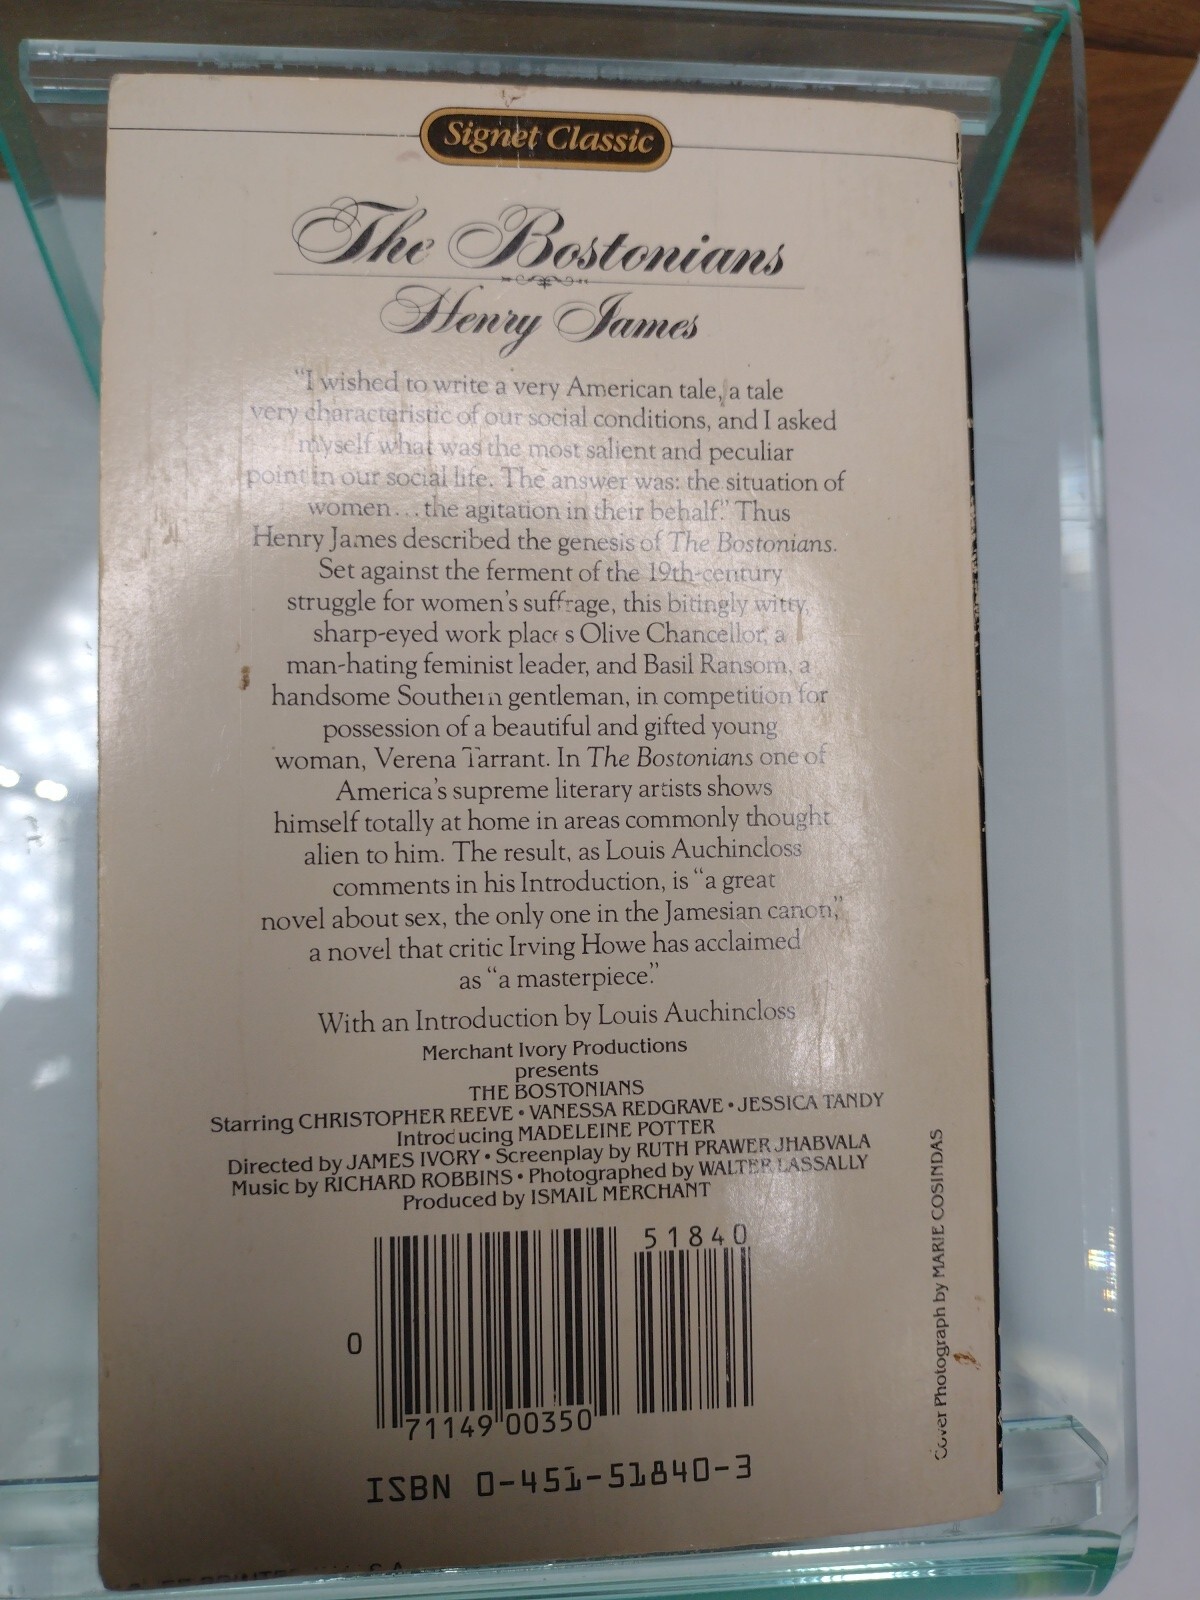 Signet Classic
The Bostonians
Henry James
"I wished to write a very American tale, a tale
very characteristic of our social conditions, and I asked
myself what was the most salient and peculiar
point in our social life. The answer was: the situation of
women...the agitation in their behalf." Thus
Henry James described the genesis of The Bostonians.
Set against the ferment of the 19th-century
struggle for women's suffrage, this bitingly witty,
sharp-eyed work places Olive Chancellor, a
man-hating feminist leader, and Basil Ransom, a
handsome Southern gentleman, in competition for
possession of a beautiful and gifted young
woman, Verena Tarrant. In The Bostonians one of
America's supreme literary artists shows
himself totally at home in areas commonly thought
alien to him. The result, as Louis Auchincloss
comments in his Introduction, is "a great
novel about sex, the only one in the Jamesian canon,"
a novel that critic Irving Howe has acclaimed
as "a masterpiece."
With an Introduction by Louis Auchincloss
Merchant Ivory Productions
presents
THE BOSTONIANS
Starring CHRISTOPHER REEVE • VANESSA REDGRAVE • JESSICA TANDY
Introducing MADELEINE POTTER
Directed by JAMES IVORY • Screenplay by RUTH PRAWER JHABVALA
Music by RICHARD ROBBINS • Photographed by WALTER LASSALLY
Produced by ISMAIL MERCHANT
51840
0
71149 00350
ISBN 0-451-51840-3
Cover Photograph by MARIE COSINDAS